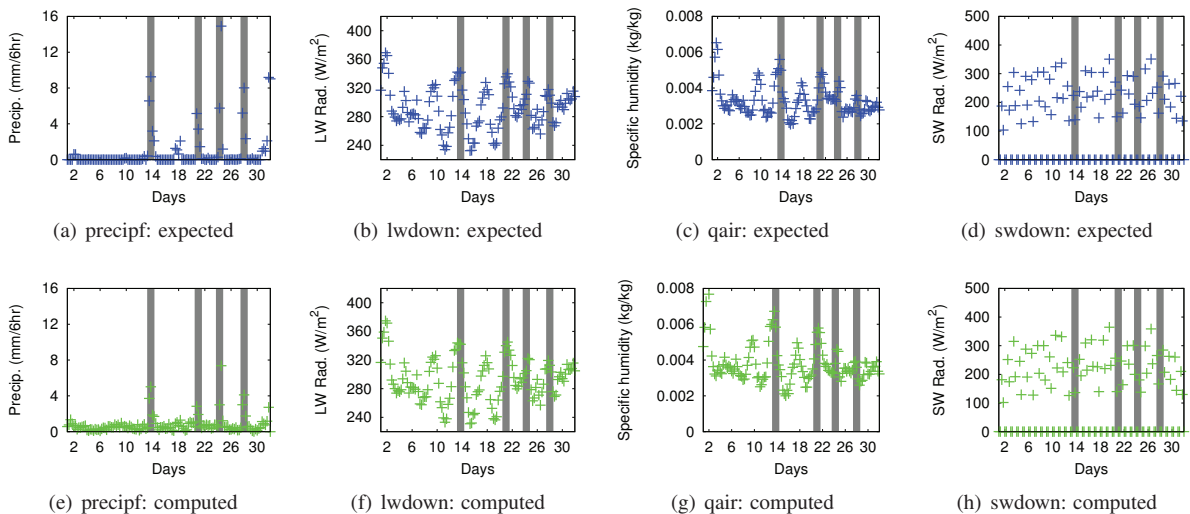 Precip. (mm/6hr)
16
12
8
4
0
2 6 10 14 18 22 26 30
Days
(a) precipf: expected
LW Rad. (W/m²)
400
360
320
280
240
2 6 10 14 18 22 26 30
Days
(b) lwdown: expected
Specific humidity (kg/kg)
0.008
0.006
0.004
0.002
0
2 6 10 14 18 22 26 30
Days
(c) qair: expected
SW Rad. (W/m²)
500
400
300
200
100
0
2 6 10 14 18 22 26 30
Days
(d) swdown: expected
Precip. (mm/6hr)
16
12
8
4
0
2 6 10 14 18 22 26 30
Days
(e) precipf: computed
LW Rad. (W/m²)
400
360
320
280
240
2 6 10 14 18 22 26 30
Days
(f) lwdown: computed
Specific humidity (kg/kg)
0.008
0.006
0.004
0.002
0
2 6 10 14 18 22 26 30
Days
(g) qair: computed
SW Rad. (W/m²)
500
400
300
200
100
0
2 6 10 14 18 22 26 30
Days
(h) swdown: computed